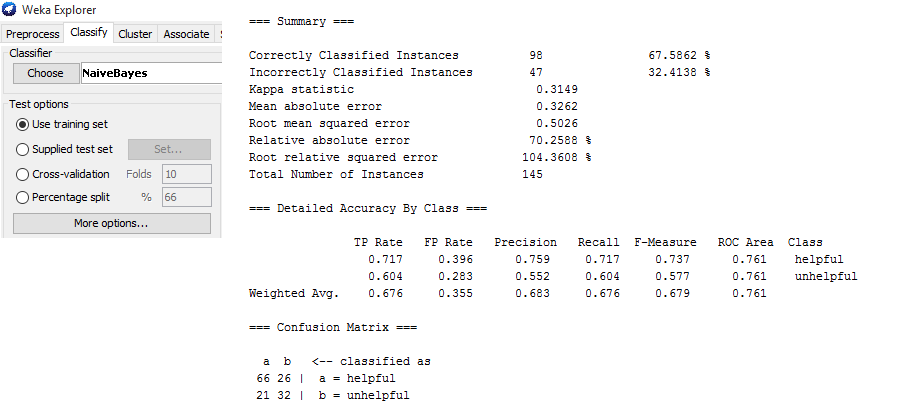 Weka Explorer
Preprocess Classify Cluster Associate
Classifier
Choose NaiveBayes
Test options
Use training set
Supplied test set Set...
Cross-validation Folds 10
Percentage split % 66
More options...
=== Summary ===
Correctly Classified Instances 98 67.5862 %
Incorrectly Classified Instances 47 32.4138 %
Kappa statistic 0.3149
Mean absolute error 0.3262
Root mean squared error 0.5026
Relative absolute error 70.2588 %
Root relative squared error 104.3608 %
Total Number of Instances 145
=== Detailed Accuracy By Class ===
TP Rate FP Rate Precision Recall F-Measure ROC Area Class
0.717 0.396 0.759 0.717 0.737 0.761 helpful
0.604 0.283 0.552 0.604 0.577 0.761 unhelpful
Weighted Avg. 0.676 0.355 0.683 0.676 0.679 0.761
=== Confusion Matrix ===
a b <-- classified as
66 26 | a = helpful
21 32 | b = unhelpful